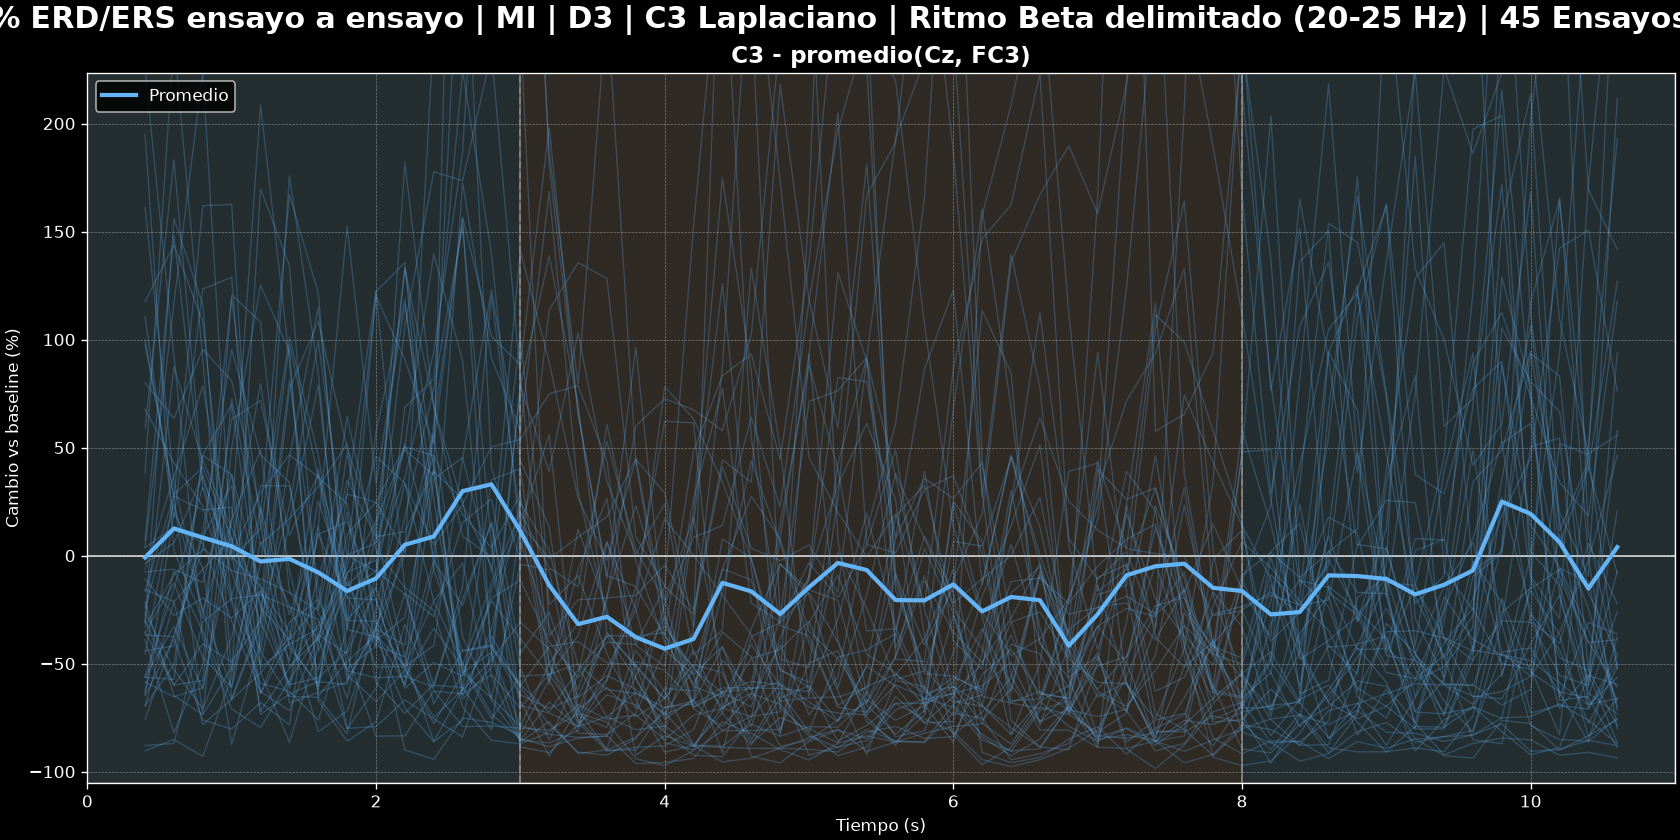 % ERD/ERS ensayo a ensayo | MI | D3 | C3 Laplaciano | Ritmo Beta delimitado (20-25 Hz) | 45 Ensayos
C3 - promedio(Cz, FC3)
Promedio
200
150
100
50
0
−50
−100
Cambio vs baseline (%)
0 2 4 6 8 10
Tiempo (s)